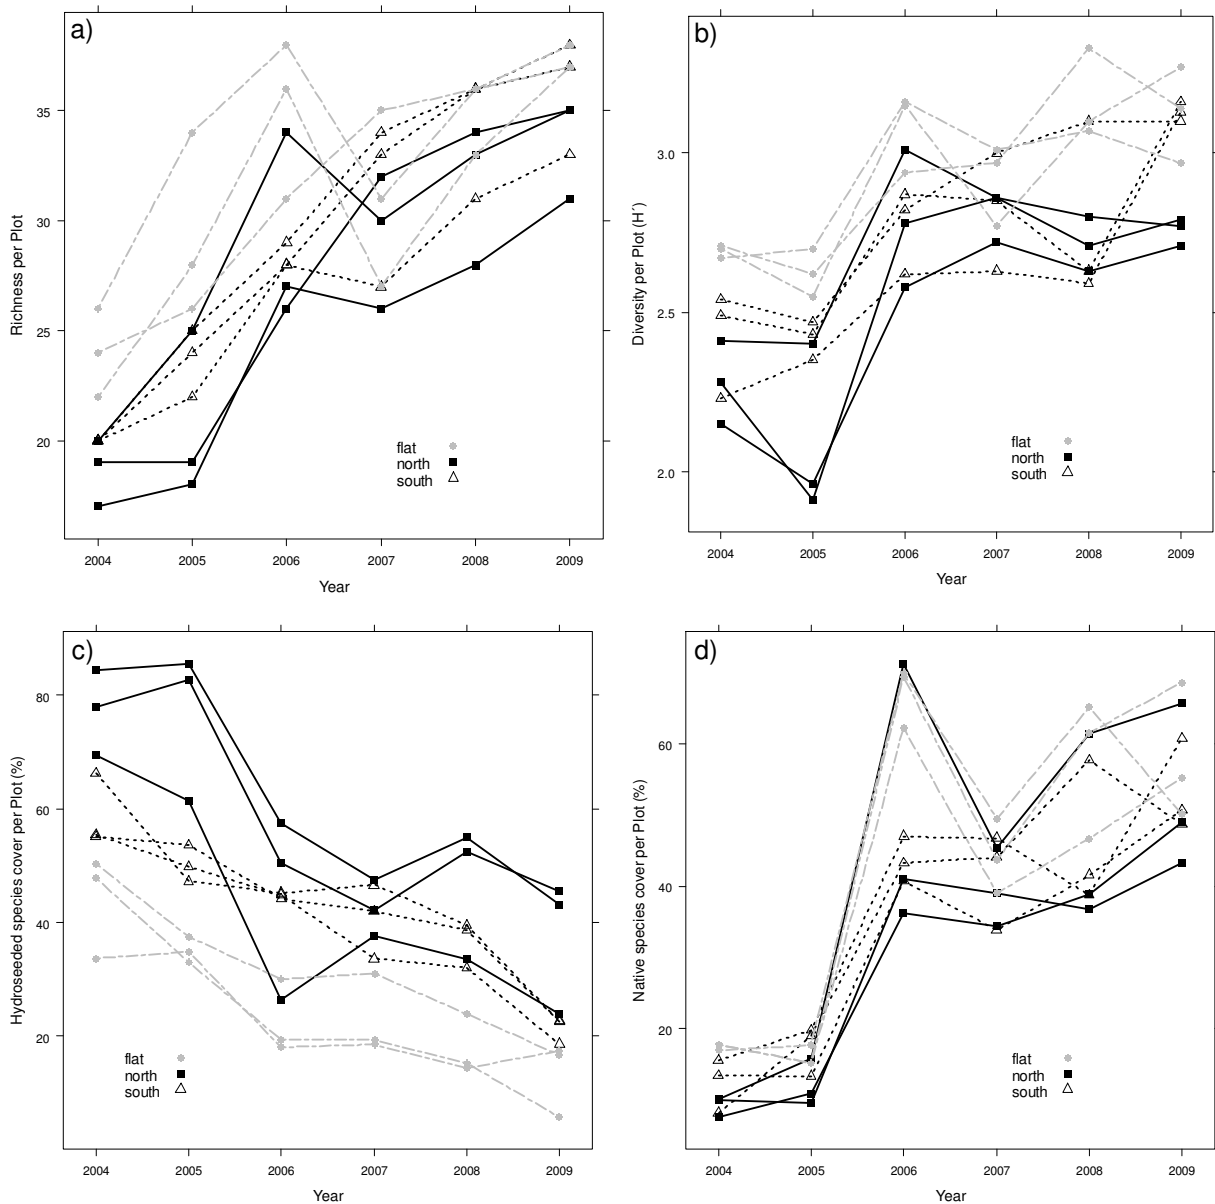 a)
Richness per Plot
35
30
25
20
flat
north
south
2004 2005 2006 2007 2008 2009
Year
b)
Diversity per Plot (H´)
3.0
2.5
2.0
flat
north
south
2004 2005 2006 2007 2008 2009
Year
c)
Hydroseeded species cover per Plot (%)
80
60
40
20
flat
north
south
2004 2005 2006 2007 2008 2009
Year
d)
Native species cover per Plot (%)
60
40
20
flat
north
south
2004 2005 2006 2007 2008 2009
Year